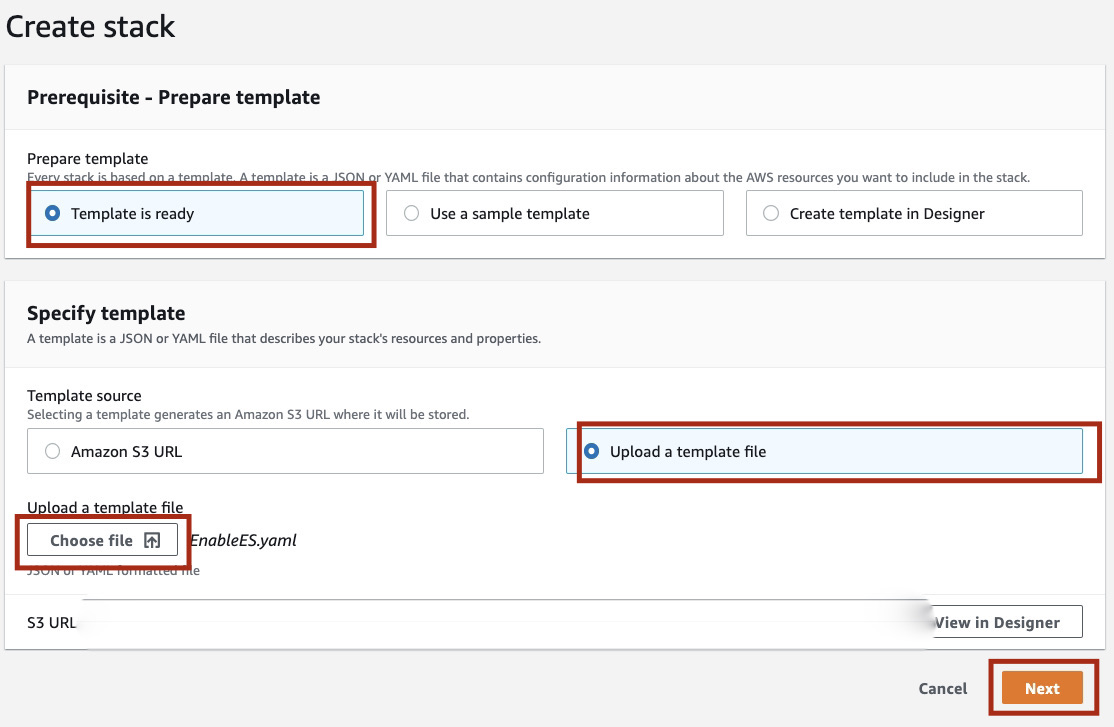 Create stack
Prerequisite - Prepare template
Prepare template
Every stack is based on a template. A template is a JSON or YAML file that contains configuration information about the AWS resources you want to include in the stack.
Template is ready
Use a sample template
Create template in Designer
Specify template
A template is a JSON or YAML file that describes your stack's resources and properties.
Template source
Selecting a template generates an Amazon S3 URL where it will be stored.
Amazon S3 URL
Upload a template file
Upload a template file
Choose file
EnableES.yaml
JSON or YAML formatted file
S3 URL
View in Designer
Cancel
Next